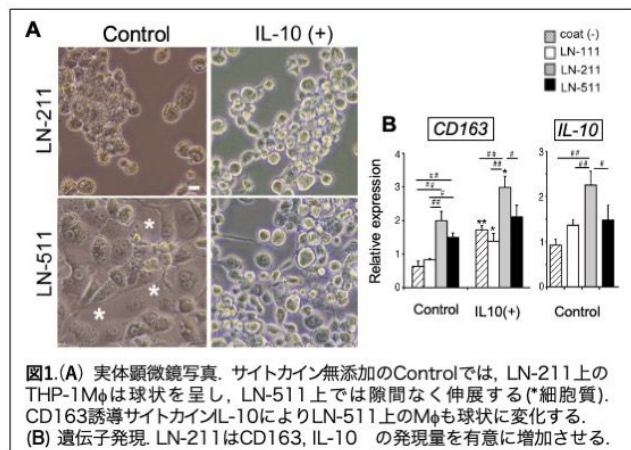 A
Control
IL-10 (+)
LN-211
LN-511
*
*
*
coat (-)
LN-111
LN-211
LN-511
B
CD163
IL-10
Relative expression
4
3
2
1
0
##
##
#
##
##
##
#
**
*
*
##
##
#
Control
IL10(+)
Control
図1.(A) 実体顕微鏡写真. サイトカイン無添加のControlでは, LN-211上の
THP-1Mϕは球状を呈し, LN-511上では隙間なく伸展する(*細胞質).
CD163誘導サイトカインIL-10によりLN-511上のMϕも球状に変化する.
(B) 遺伝子発現. LN-211はCD163, IL-10 の発現量を有意に増加させる.